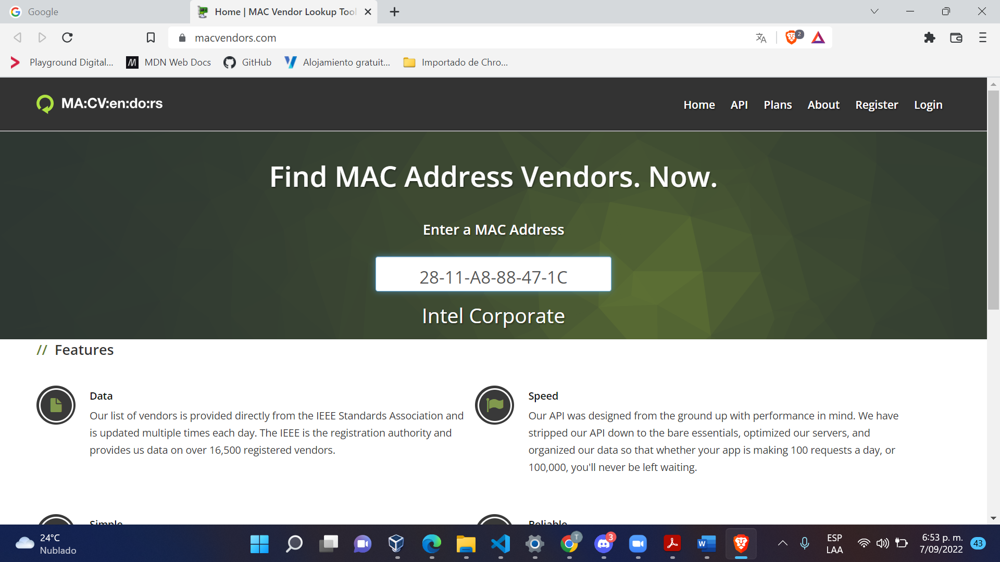 Google
Home | MAC Vendor Lookup Tool
macvendors.com
2
Playground Digital...
MDN Web Docs
GitHub
Alojamiento gratuit...
Importado de Chro...
MA:CV:en:do:rs
Home API Plans About Register Login
Find MAC Address Vendors. Now.
Enter a MAC Address
28-11-A8-88-47-1C
Intel Corporate
// Features
Data
Our list of vendors is provided directly from the IEEE Standards Association and
is updated multiple times each day. The IEEE is the registration authority and
provides us data on over 16,500 registered vendors.
Speed
Our API was designed from the ground up with performance in mind. We have
stripped our API down to the bare essentials, optimized our servers, and
organized our data so that whether your app is making 100 requests a day, or
100,000, you'll never be left waiting.
Simple
Reliable
24°C
Nublado
T
3
W
ESP
LAA
6:53 p. m.
7/09/2022
43